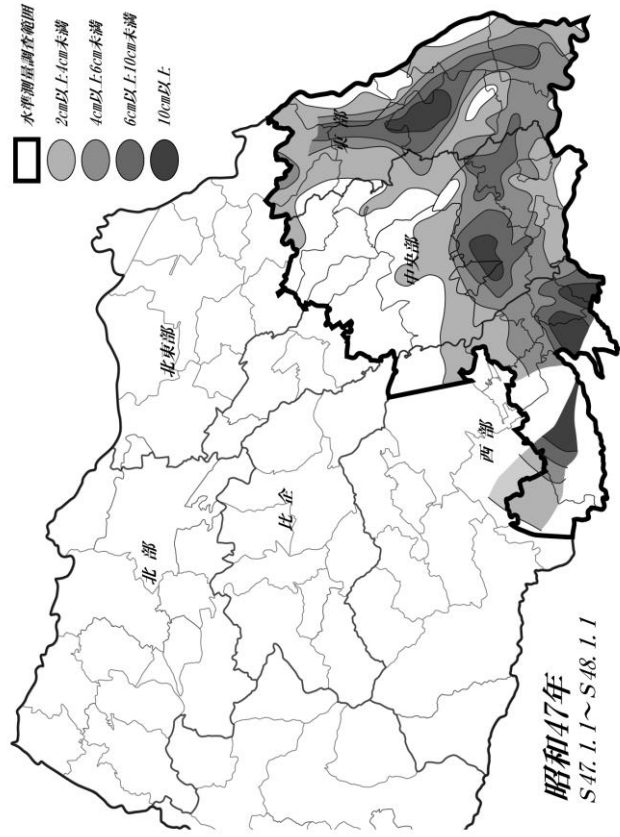 水準測量調査範囲
2cm以上4cm未満
4cm以上6cm未満
6cm以上10cm未満
10cm以上
北部
北東部
東部
比企
中央部
西部
昭和47年
S47.1.1～S48.1.1